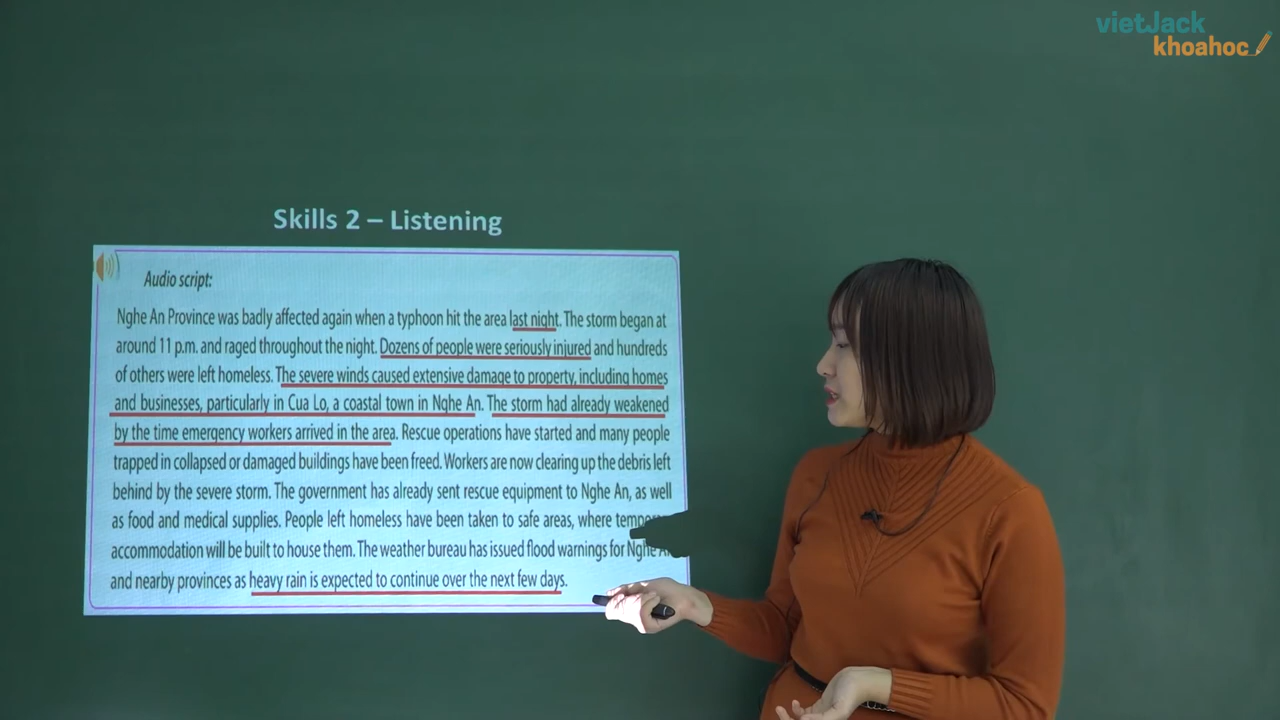 vietJack
khoahoc
Skills 2 – Listening
Audio script:
Nghe An Province was badly affected again when a typhoon hit the area last night. The storm began at
around 11 p.m. and raged throughout the night. Dozens of people were seriously injured and hundreds
of others were left homeless. The severe winds caused extensive damage to property, including homes
and businesses, particularly in Cua Lo, a coastal town in Nghe An. The storm had already weakened
by the time emergency workers arrived in the area. Rescue operations have started and many people
trapped in collapsed or damaged buildings have been freed. Workers are now clearing up the debris left
behind by the severe storm. The government has already sent rescue equipment to Nghe An, as well
as food and medical supplies. People left homeless have been taken to safe areas, where
accommodation will be built to house them. The weather bureau has issued flood warnings for Nghe
and nearby provinces as heavy rain is expected to continue over the next few days.